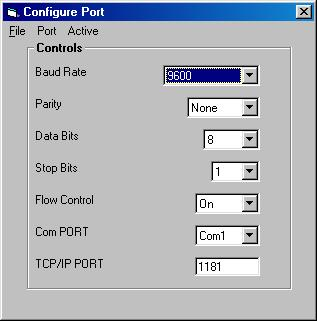 Configure Port
File Port Active
Controls
Baud Rate 9600
Parity None
Data Bits 8
Stop Bits 1
Flow Control On
Com PORT Com1
TCP/IP PORT 1181